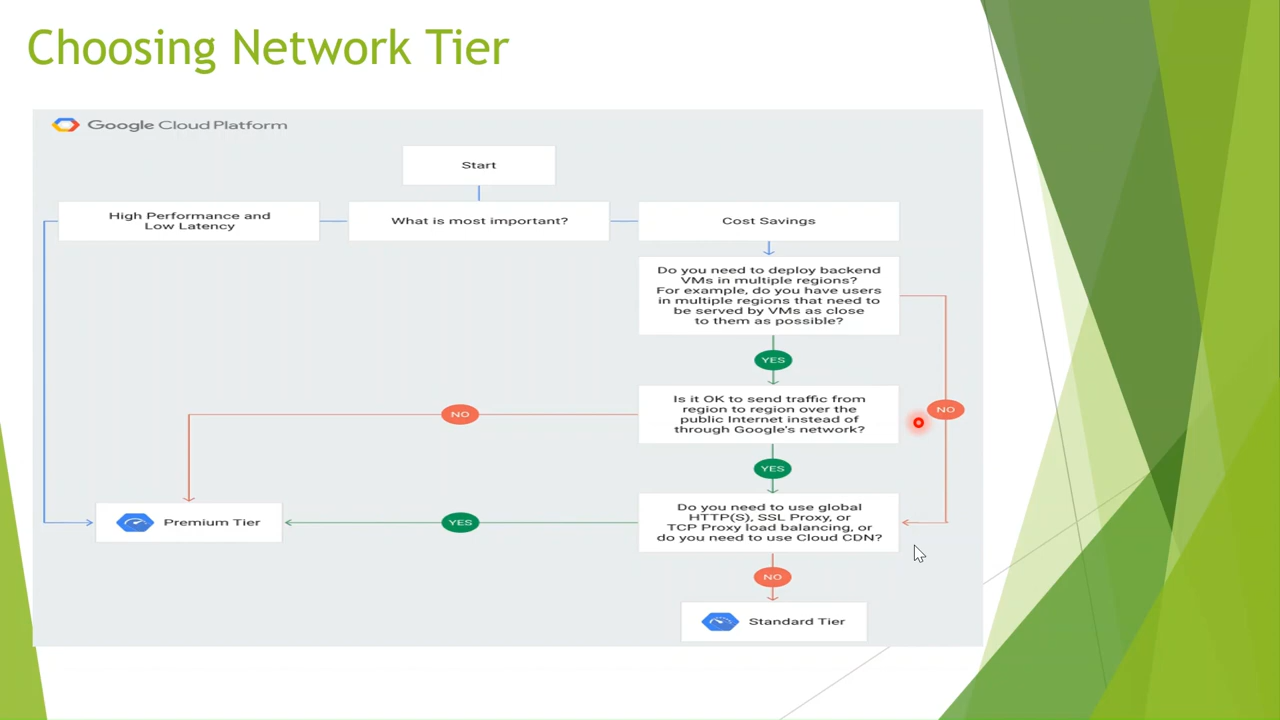 Choosing Network Tier
Google Cloud Platform
Start
High Performance and
Low Latency
What is most important?
Cost Savings
Do you need to deploy backend
VMs in multiple regions?
For example, do you have users
in multiple regions that need to
be served by VMs as close
to them as possible?
YES
Is it OK to send traffic from
region to region over the
public Internet instead of
through Google's network?
NO
NO
YES
Do you need to use global
HTTP(S), SSL Proxy, or
TCP Proxy load balancing, or
do you need to use Cloud CDN?
YES
Premium Tier
NO
Standard Tier